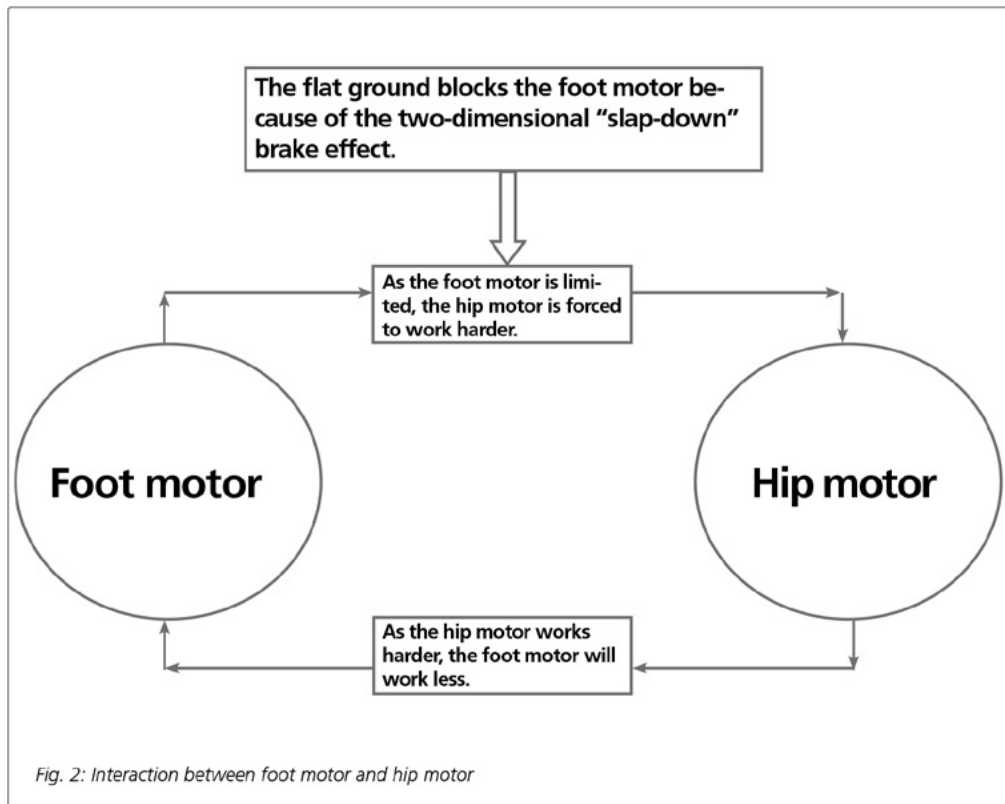 The flat ground blocks the foot motor be-
cause of the two-dimensional “slap-down”
brake effect.
As the foot motor is limi-
ted, the hip motor is forced
to work harder.
Foot motor
Hip motor
As the hip motor works
harder, the foot motor will
work less.
Fig. 2: Interaction between foot motor and hip motor